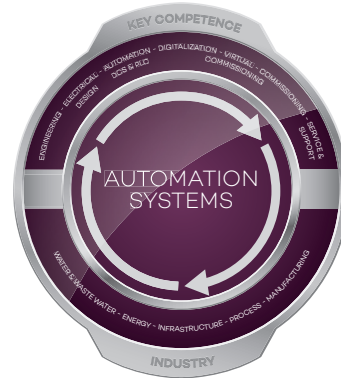 KEY COMPETENCE
ENGINEERING - ELECTRICAL DESIGN - AUTOMATION DCS & PLC - DIGITALIZATION - VIRTUAL COMMISSIONING - COMMISSIONING - SERVICE & SUPPORT
AUTOMATION
SYSTEMS
WATER & WASTE WATER - ENERGY - INFRASTRUCTURE - PROCESS - MANUFACTURING
INDUSTRY